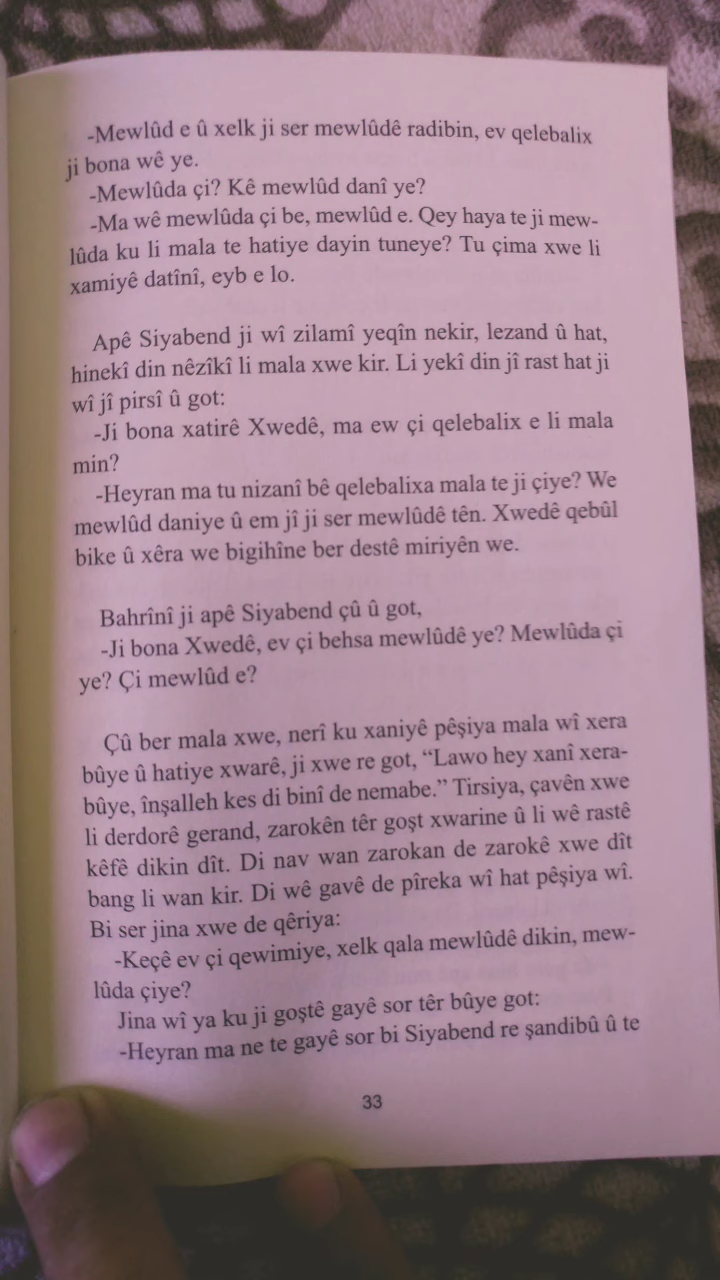 -Mewlûd e û xelk ji ser mewlûdê radibin, ev qelebalix
ji bona wê ye.
-Mewlûda çi? Kê mewlûd danî ye?
-Ma wê mewlûda çi be, mewlûd e. Qey haya te ji mew-
lûda ku li mala te hatiye dayin tuneye? Tu çima xwe li
xamiyê datînî, eyb e lo.
Apê Siyabend ji wî zilamî yeqîn nekir, lezand û hat,
hinekî din nêzîkî li mala xwe kir. Li yekî din jî rast hat ji
wî jî pirsî û got:
-Ji bona xatirê Xwedê, ma ew çi qelebalix e li mala
min?
-Heyran ma tu nizanî bê qelebalixa mala te ji çiye? We
mewlûd daniye û em jî ji ser mewlûdê tên. Xwedê qebûl
bike û xêra we bigihîne ber destê miriyên we.
Bahrînî ji apê Siyabend çû û got,
-Ji bona Xwedê, ev çi behsa mewlûdê ye? Mewlûda çi
ye? Çi mewlûd e?
Çû ber mala xwe, nerî ku xaniyê pêşiya mala wî xera
bûye û hatiye xwarê, ji xwe re got, “Lawo hey xanî xera-
bûye, înşalleh kes di binî de nemabe.” Tirsiya, çavên xwe
li derdorê gerand, zarokên têr goşt xwarine û li wê rastê
kêfê dikin dît. Di nav wan zarokan de zarokê xwe dît
bang li wan kir. Di wê gavê de pîreka wî hat pêşiya wî.
Bi ser jina xwe de qêriya:
-Keçê ev çi qewimiye, xelk qala mewlûdê dikin, mew-
lûda çiye?
Jina wî ya ku ji goştê gayê sor têr bûye got:
-Heyran ma ne te gayê sor bi Siyabend re şandibû û te
33